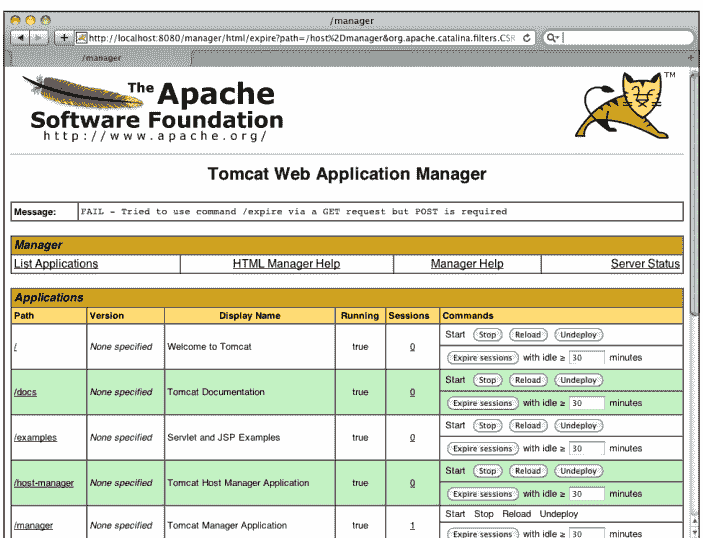 /manager
http://localhost:8080/manager/html/expire?path=/host%2Dmanager&org.apache.catalina.filters.CSR
Q-
/manager
The Apache
Software Foundation
http://www.apache.org/
TM
Tomcat Web Application Manager
Message: FAIL - Tried to use command /expire via a GET request but POST is required
Manager
List Applications HTML Manager Help Manager Help Server Status
Applications
Path Version Display Name Running Sessions Commands
/ None specified Welcome to Tomcat true 0 Start Stop Reload Undeploy
Expire sessions with idle ≥ 30 minutes
/docs None specified Tomcat Documentation true 0 Start Stop Reload Undeploy
Expire sessions with idle ≥ 30 minutes
/examples None specified Servlet and JSP Examples true 0 Start Stop Reload Undeploy
Expire sessions with idle ≥ 30 minutes
/host-manager None specified Tomcat Host Manager Application true 0 Start Stop Reload Undeploy
Expire sessions with idle ≥ 30 minutes
/manager None specified Tomcat Manager Application true 1 Start Stop Reload Undeploy
Expire sessions with idle ≥ 30 minutes